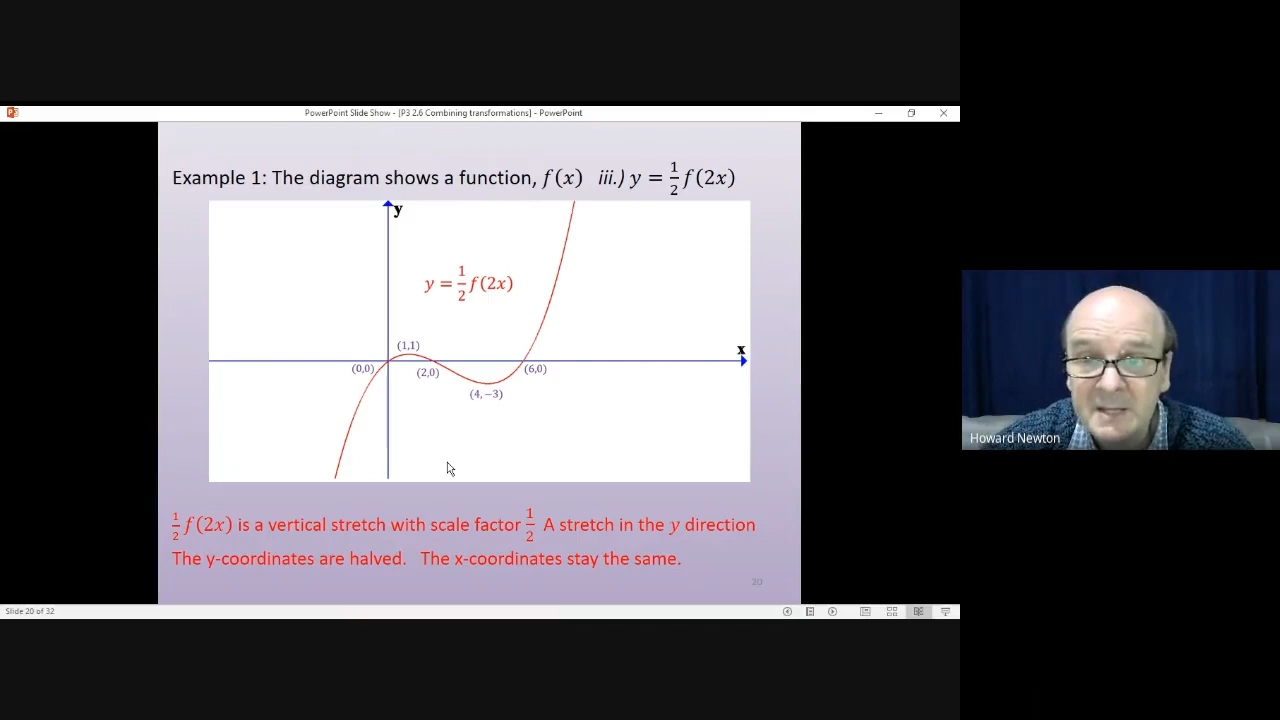 PowerPoint Slide Show - [P3 2.6 Combining transformations] - PowerPoint
Example 1: The diagram shows a function, f(x) iii.) y = 1/2 f(2x)
y
y = 1/2 f(2x)
(1,1)
x
(0,0)
(2,0)
(6,0)
(4, −3)
1/2 f(2x) is a vertical stretch with scale factor 1/2 A stretch in the y direction
The y-coordinates are halved. The x-coordinates stay the same.
20
Slide 20 of 32
Howard Newton